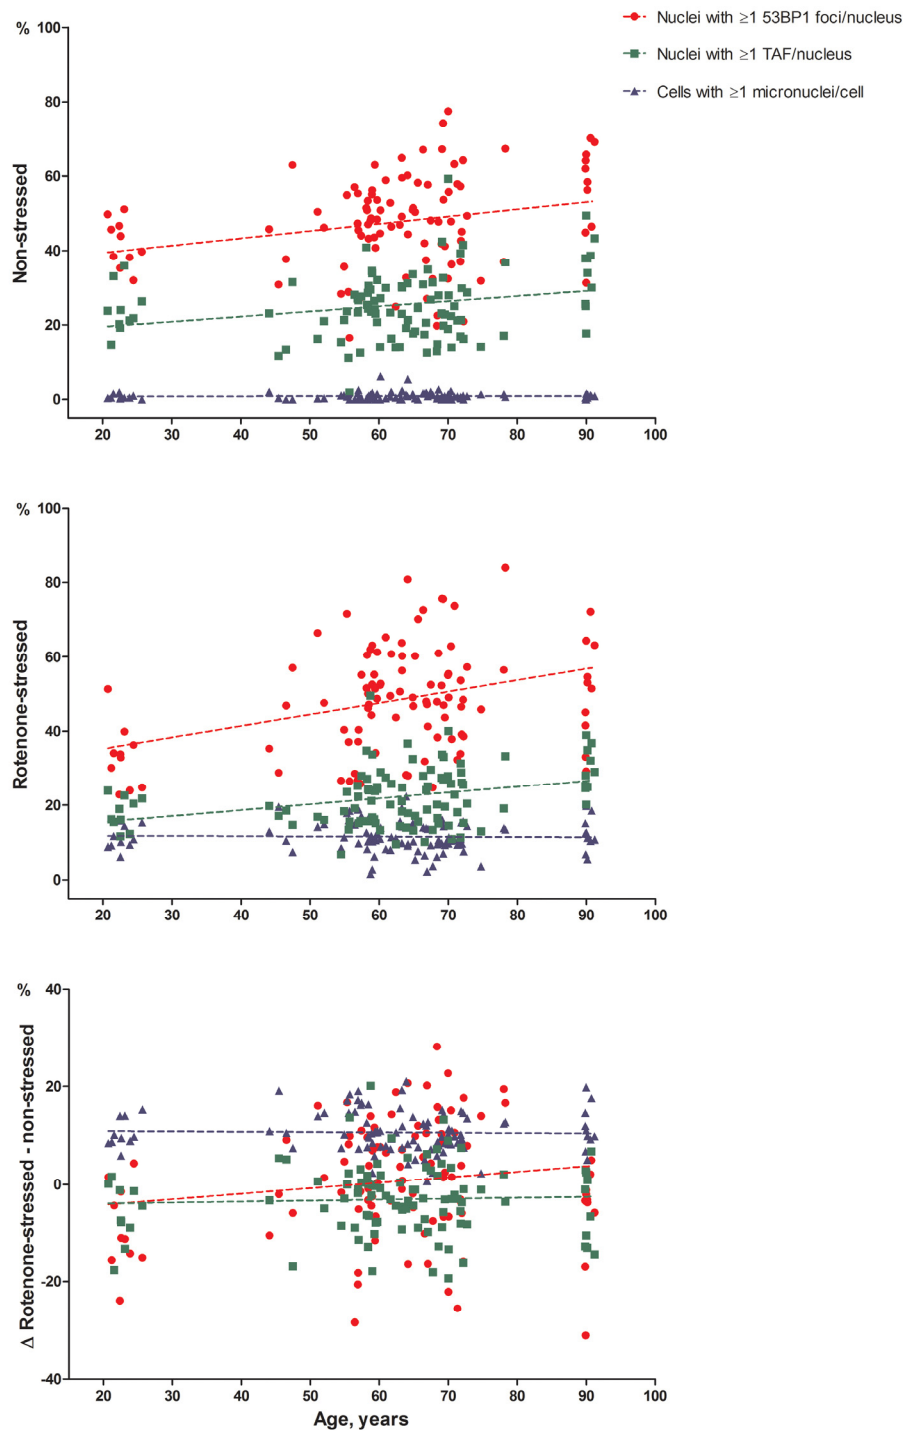 Nuclei with ≥1 53BP1 foci/nucleus
Nuclei with ≥1 TAF/nucleus
Cells with ≥1 micronuclei/cell
%
100
80
60
40
20
0
Non-stressed
20 30 40 50 60 70 80 90 100
%
100
80
60
40
20
0
Rotenone-stressed
20 30 40 50 60 70 80 90 100
%
40
20
0
-20
-40
Δ Rotenone-stressed - non-stressed
20 30 40 50 60 70 80 90 100
Age, years